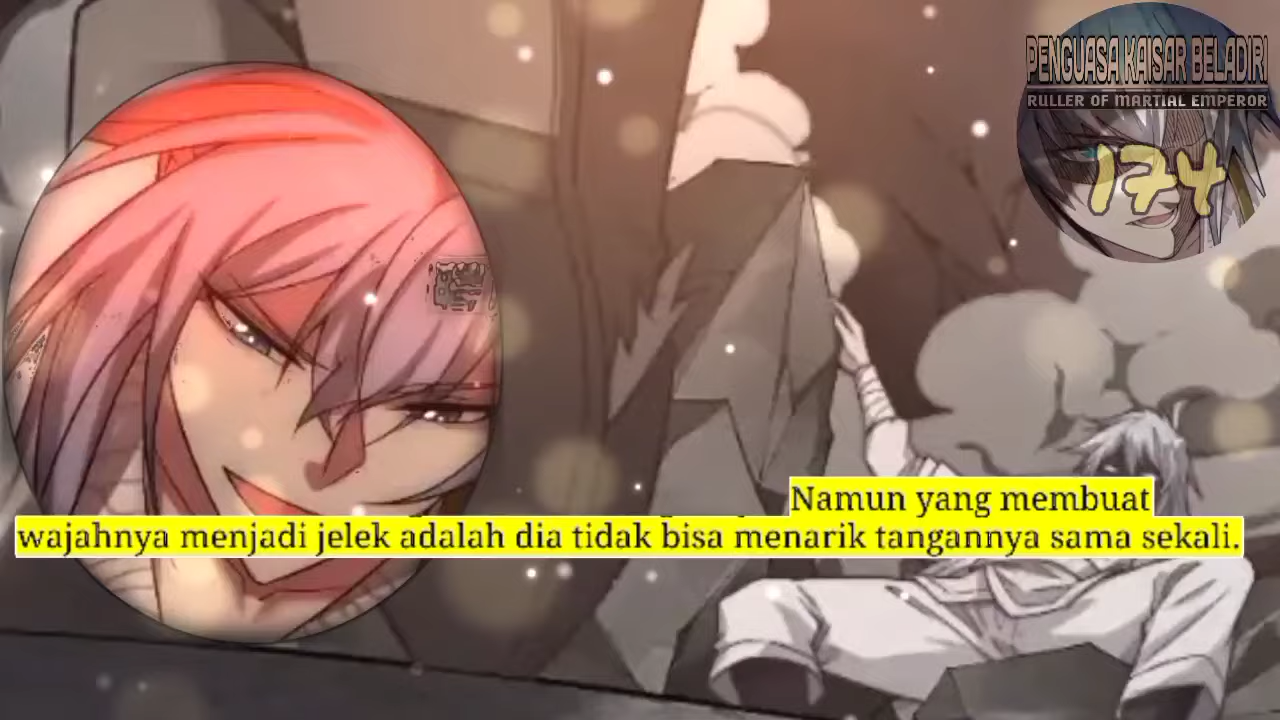 PENGUASA KAISAR BELADIRI
RULLER OF MARTIAL EMPEROR
174
Namun yang membuat
wajahnya menjadi jelek adalah dia tidak bisa menarik tangannya sama sekali.